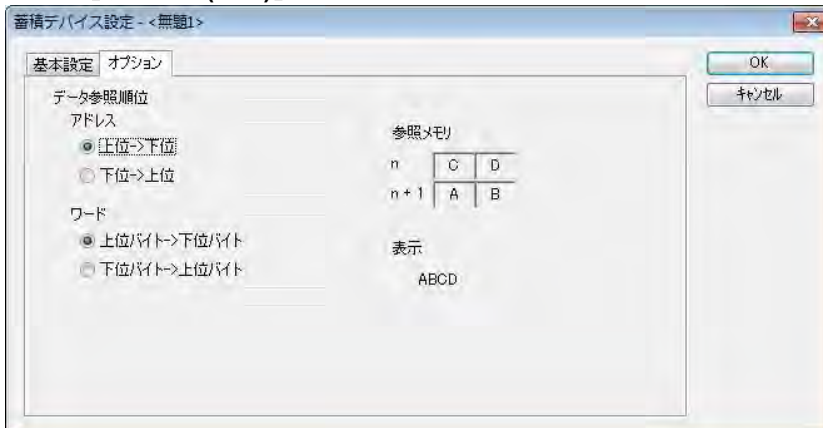 蓄積デバイス設定 - <無題1>
基本設定 オプション
データ参照順位
アドレス
上位->下位
下位->上位
ワード
上位バイト->下位バイト
下位バイト->上位バイト
参照メモリ
n C D
n + 1 A B
表示
ABCD
OK
キャンセル